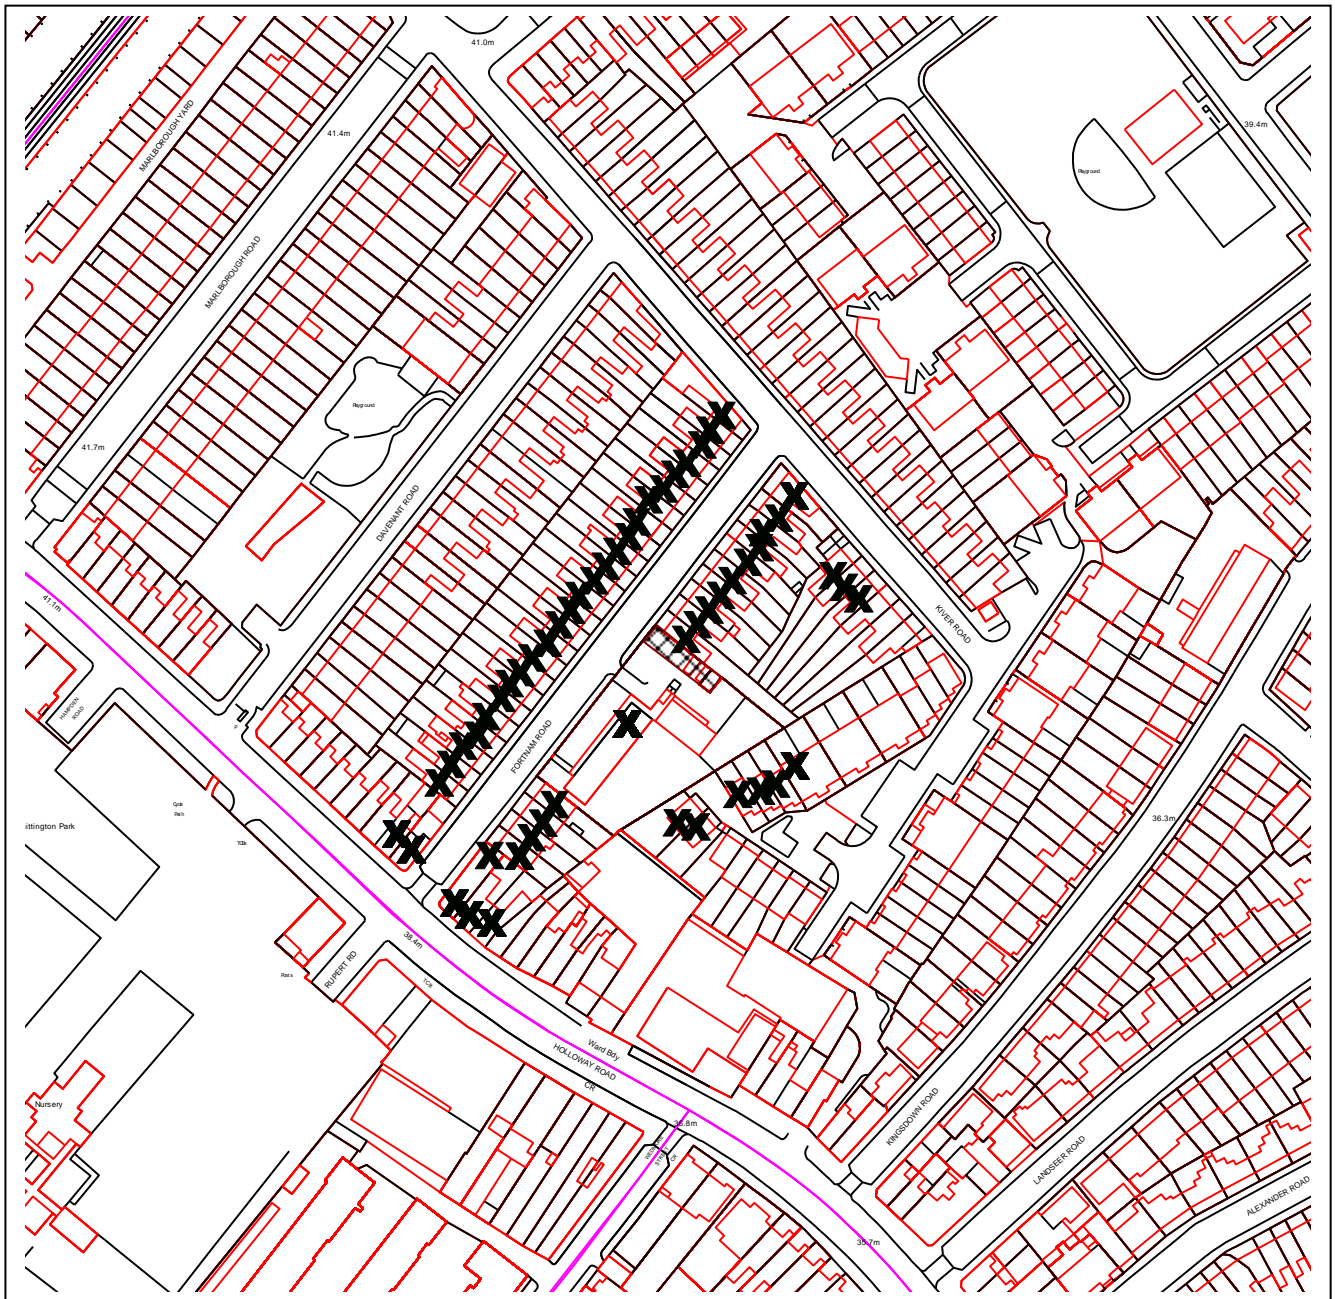 41.0m
MARLBOROUGH YARD
41.4m
39.4m
Playground
MARLBOROUGH ROAD
Playground
41.7m
DAVENANT ROAD
41.1m
KIVER ROAD
HAMPDEN
ROAD
FORTNAM ROAD
Cycle
Path
ittington Park
TCBs
36.3m
38.4m
RUPERT RD
Posts
TCB
Ward Bdy
HOLLOWAY ROAD
CR
Nursery
36.8m
KINGSDOWN ROAD
STREET
CR
LANDSEER ROAD
ALEXANDER ROAD
35.7m